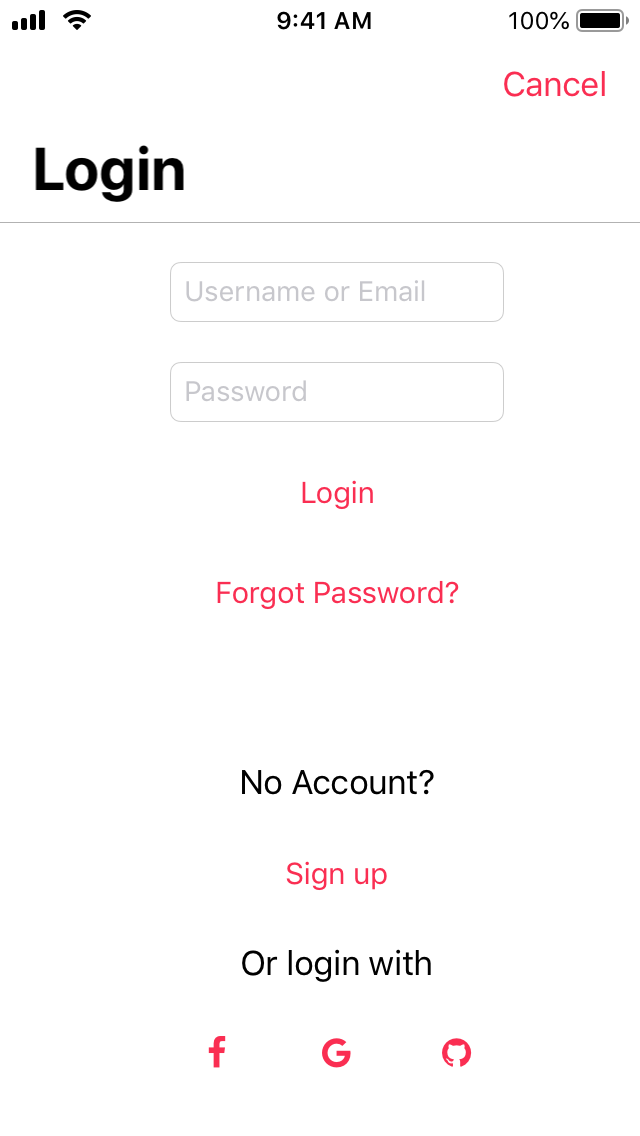 9:41 AM 100%
Cancel
Login
Username or Email
Password
Login
Forgot Password?
No Account?
Sign up
Or login with